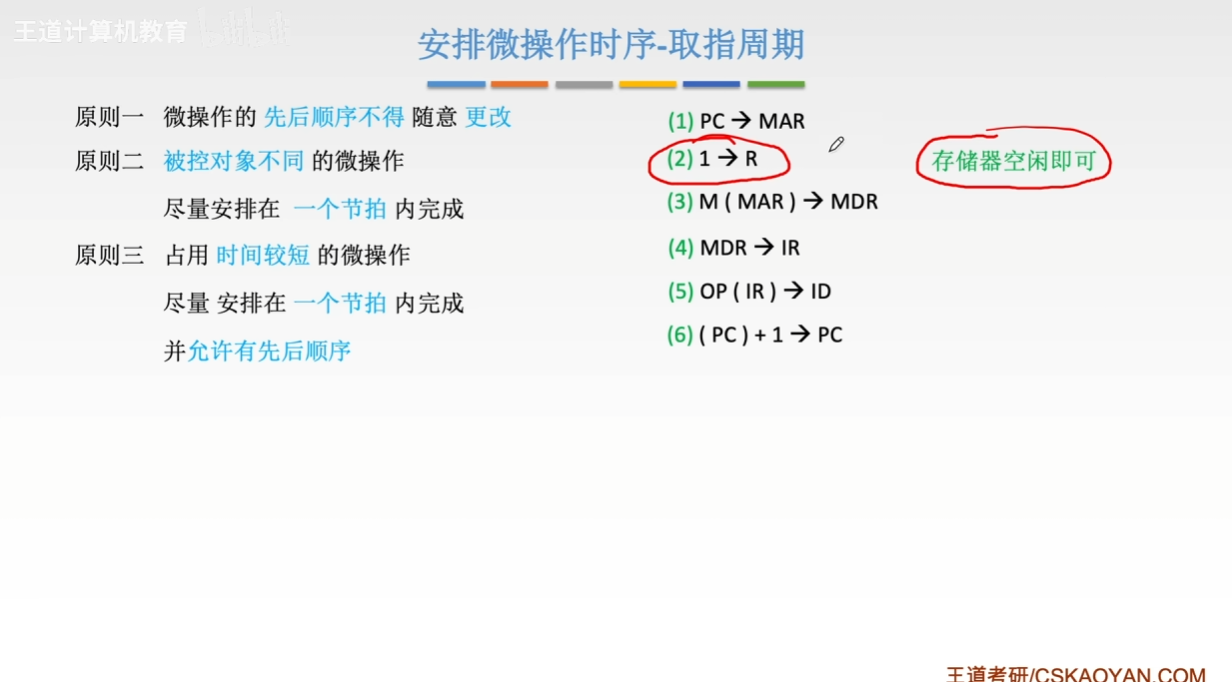 王道计算机教育
安排微操作时序-取指周期
原则一 微操作的 先后顺序不得 随意 更改
原则二 被控对象不同 的微操作
尽量安排在 一个节拍 内完成
原则三 占用 时间较短 的微操作
尽量 安排在 一个节拍 内完成
并允许有先后顺序
(1) PC → MAR
(2) 1 → R
存储器空闲即可
(3) M ( MAR ) → MDR
(4) MDR → IR
(5) OP ( IR ) → ID
(6) ( PC ) + 1 → PC
王道考研/CSKAOYAN.COM